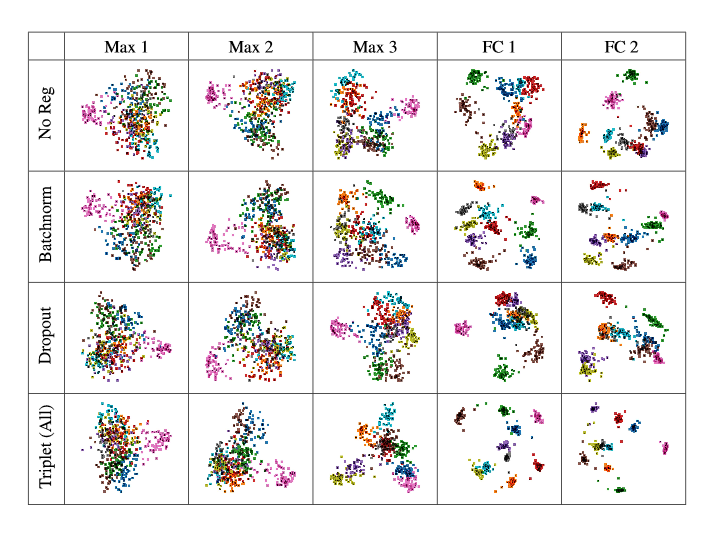 Max 1 Max 2 Max 3 FC 1 FC 2
No Reg
Batchnorm
Dropout
Triplet (All)